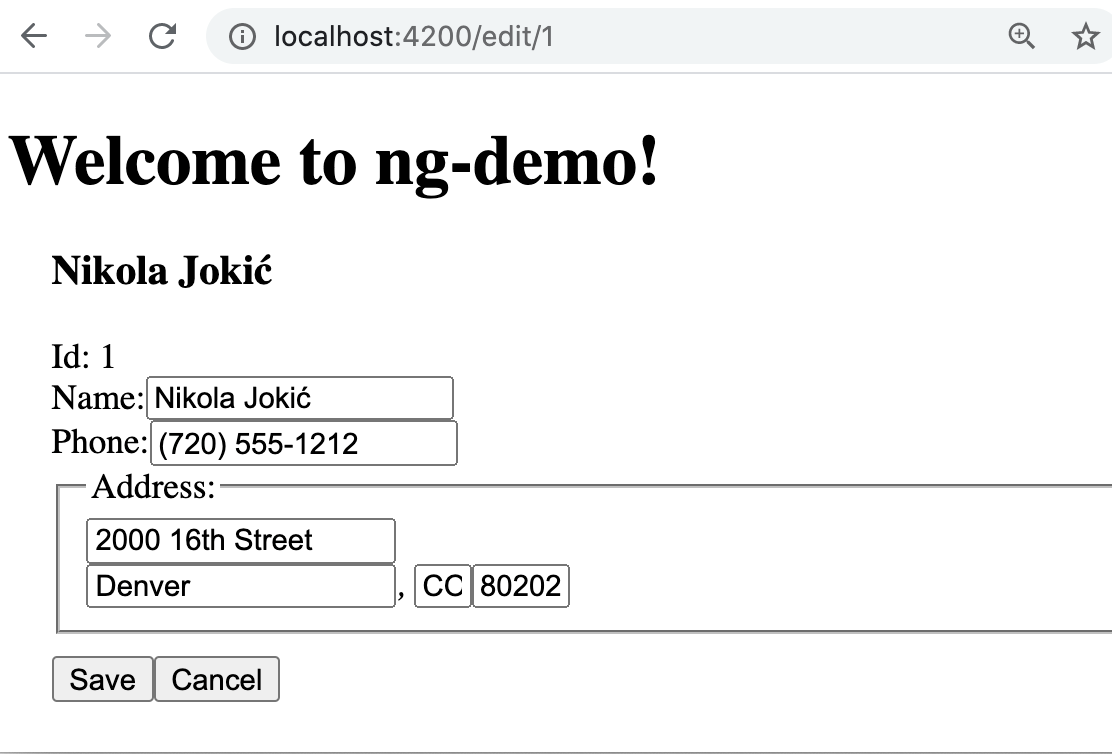 localhost:4200/edit/1
Welcome to ng-demo!
Nikola Jokić
Id: 1
Name: Nikola Jokić
Phone: (720) 555-1212
Address:
2000 16th Street
Denver, CO 80202
Save Cancel